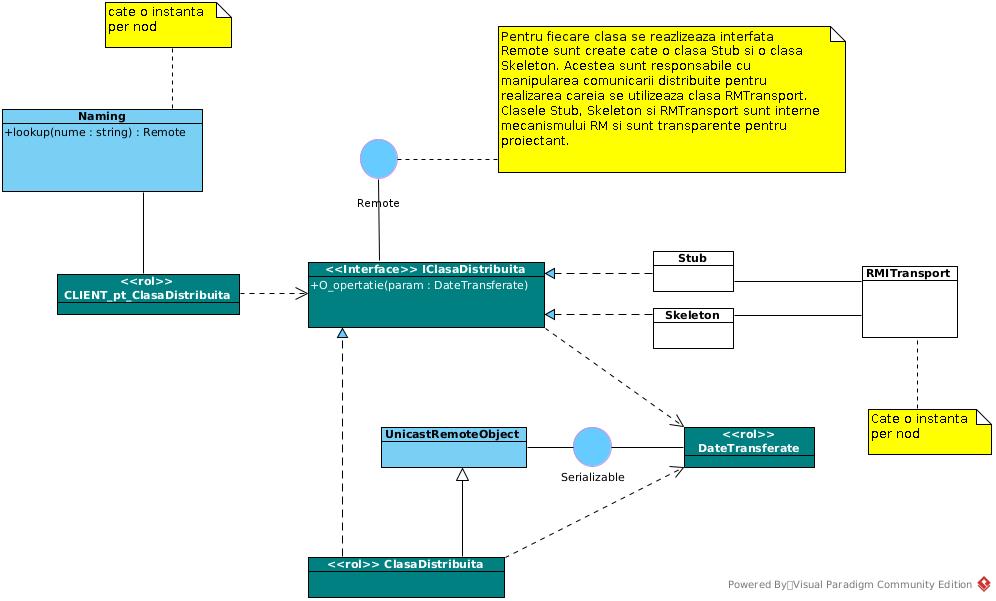 cate o instanta
per nod
Pentru fiecare clasa se reazlizeaza interfata
Remote sunt create cate o clasa Stub si o clasa
Skeleton. Acestea sunt responsabile cu
manipularea comunicarii distribuite pentru
realizarea careia se utilizeaza clasa RMTransport.
Clasele Stub, Skeleton si RMTransport sunt interne
mecanismului RM si sunt transparente pentru
proiectant.
Naming
+lookup(nume : string) : Remote
Remote
<<rol>>
CLIENT_pt_ClasaDistribuita
<<Interface>> IClasaDistribuita
+O_opertatie(param : DateTransferate)
Stub
Skeleton
RMITransport
Cate o instanta
per nod
UnicastRemoteObject
Serializable
<<rol>>
DateTransferate
<<rol>> ClasaDistribuita
Powered By Visual Paradigm Community Edition